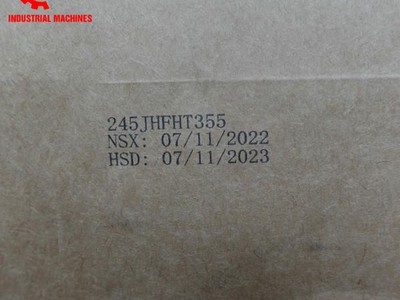 INDUSTRIAL MACHINES
245JHFHT355
NSX: 07/11/2022
HSD: 07/11/2023